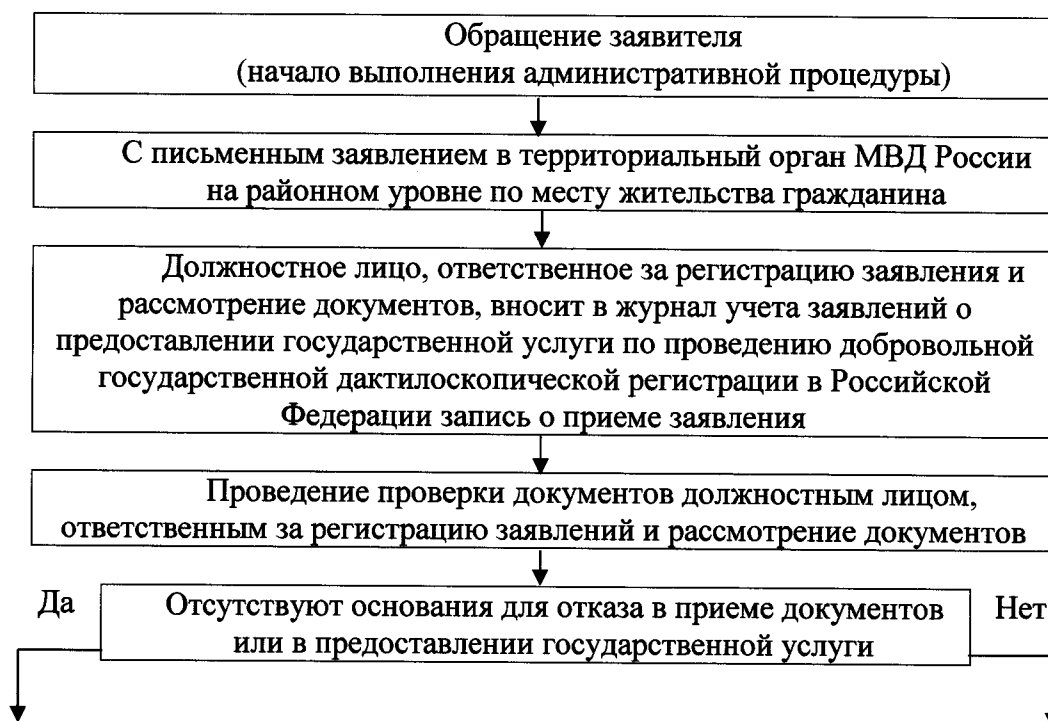 Обращение заявителя
(начало выполнения административной процедуры)
С письменным заявлением в территориальный орган МВД России
на районном уровне по месту жительства гражданина
Должностное лицо, ответственное за регистрацию заявления и
рассмотрение документов, вносит в журнал учета заявлений о
предоставлении государственной услуги по проведению добровольной
государственной дактилоскопической регистрации в Российской
Федерации запись о приеме заявления
Проведение проверки документов должностным лицом,
ответственным за регистрацию заявлений и рассмотрение документов
Да
Отсутствуют основания для отказа в приеме документов
или в предоставлении государственной услуги
Нет